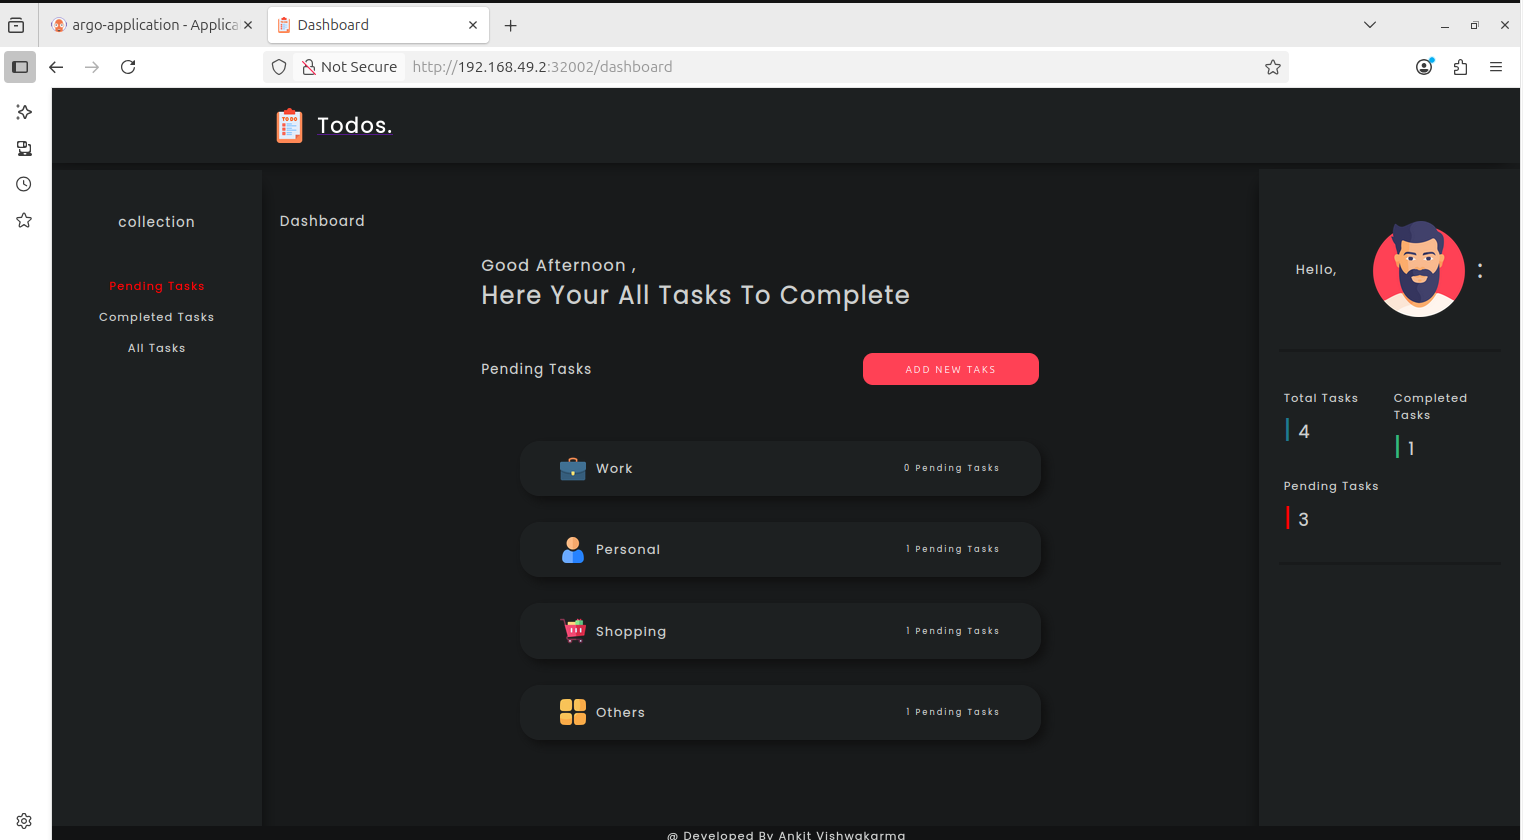 argo-application - Applica
Dashboard
Not Secure
http://192.168.49.2:32002/dashboard
TO DO
Todos.
collection
Pending Tasks
Completed Tasks
All Tasks
Dashboard
Good Afternoon ,
Here Your All Tasks To Complete
Pending Tasks
ADD NEW TAKS
Work
0 Pending Tasks
Personal
1 Pending Tasks
Shopping
1 Pending Tasks
Others
1 Pending Tasks
Hello,
Total Tasks
4
Completed
Tasks
1
Pending Tasks
3
@ Developed By Ankit Vishwakarma